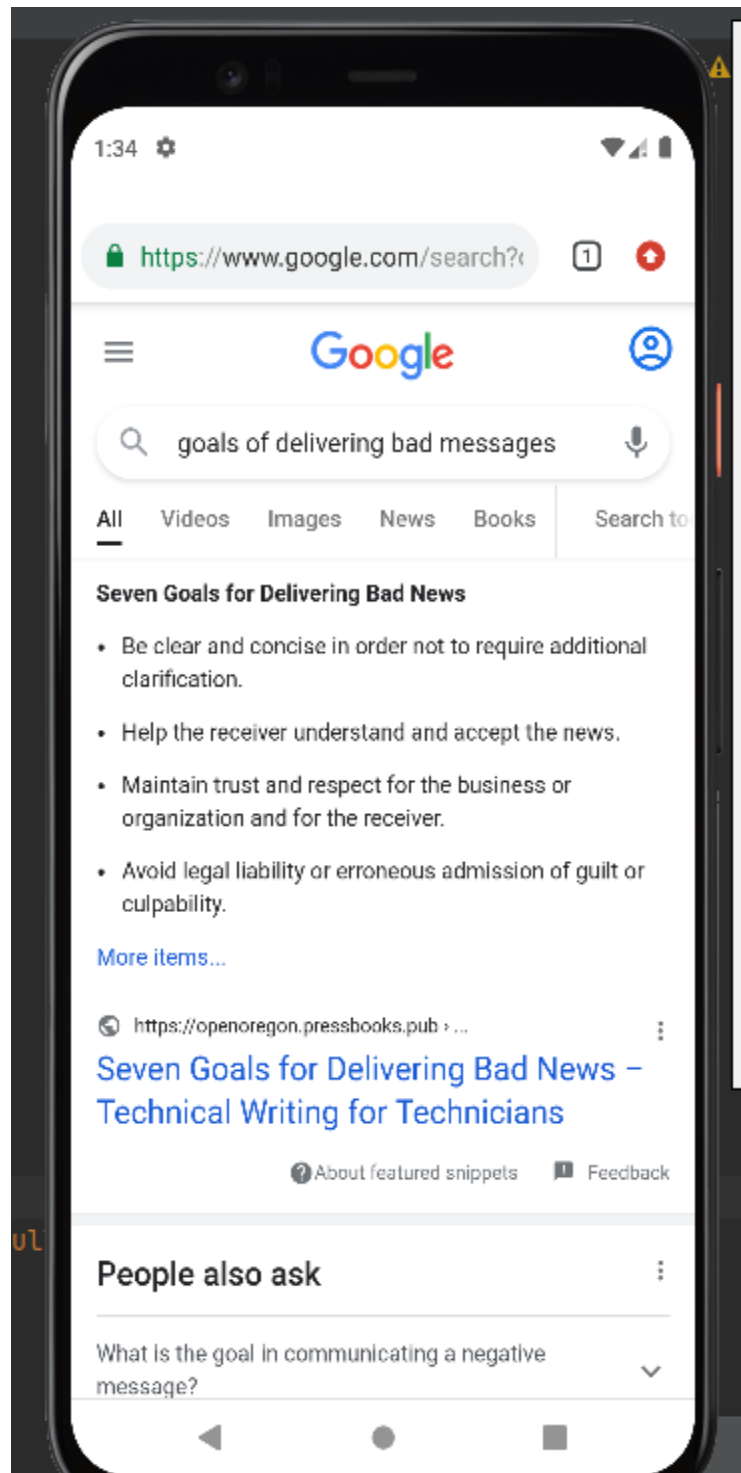 1:34
https://www.google.com/search?
1
Google
goals of delivering bad messages
All Videos Images News Books Search to
Seven Goals for Delivering Bad News
• Be clear and concise in order not to require additional
clarification.
• Help the receiver understand and accept the news.
• Maintain trust and respect for the business or
organization and for the receiver.
• Avoid legal liability or erroneous admission of guilt or
culpability.
More items...
https://openoregon.pressbooks.pub › ...
Seven Goals for Delivering Bad News –
Technical Writing for Technicians
About featured snippets Feedback
ul
People also ask
What is the goal in communicating a negative
message?